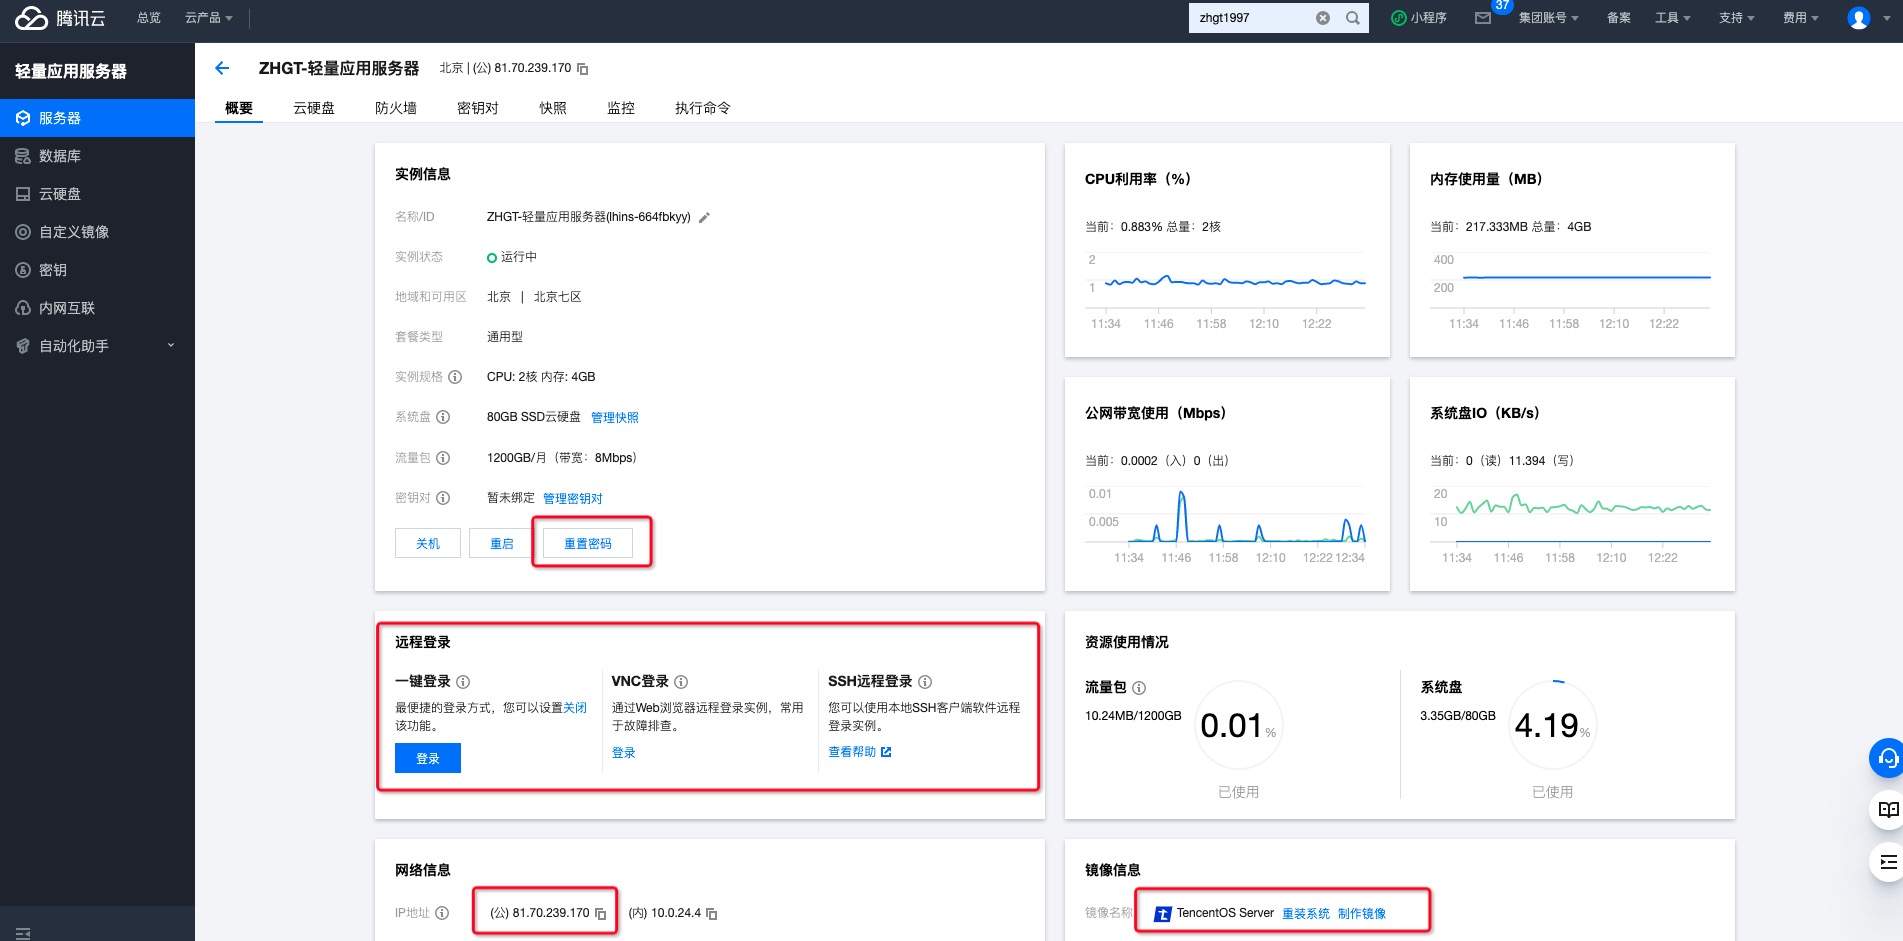 腾讯云 总览 云产品 zhgt1997 小程序 37 集团账号 备案 工具 支持 费用
轻量应用服务器
服务器
数据库
云硬盘
自定义镜像
密钥
内网互联
自动化助手
ZHGT-轻量应用服务器 北京 | (公) 81.70.239.170
概要 云硬盘 防火墙 密钥对 快照 监控 执行命令
实例信息
名称/ID ZHGT-轻量应用服务器(lhins-664fbkyy)
实例状态 运行中
地域和可用区 北京 | 北京七区
套餐类型 通用型
实例规格 CPU: 2核 内存: 4GB
系统盘 80GB SSD云硬盘 管理快照
流量包 1200GB/月（带宽：8Mbps）
密钥对 暂未绑定 管理密钥对
关机 重启 重置密码
CPU利用率（%）
当前：0.883% 总量：2核
2
1
11:34 11:46 11:58 12:10 12:22
内存使用量（MB）
当前：217.333MB 总量：4GB
400
200
11:34 11:46 11:58 12:10 12:22
公网带宽使用（Mbps）
当前：0.0002（入）0（出）
0.01
0.005
11:34 11:46 11:58 12:10 12:22 12:34
系统盘IO（KB/s）
当前：0（读）11.394（写）
20
10
11:34 11:46 11:58 12:10 12:22
远程登录
一键登录
最便捷的登录方式，您可以设置关闭
该功能。
登录
VNC登录
通过Web浏览器远程登录实例，常用
于故障排查。
登录
SSH远程登录
您可以使用本地SSH客户端软件远程
登录实例。
查看帮助
资源使用情况
流量包
10.24MB/1200GB
0.01%
已使用
系统盘
3.35GB/80GB
4.19%
已使用
网络信息
IP地址 (公) 81.70.239.170 (内) 10.0.24.4
镜像信息
镜像名称 TencentOS Server 重装系统 制作镜像